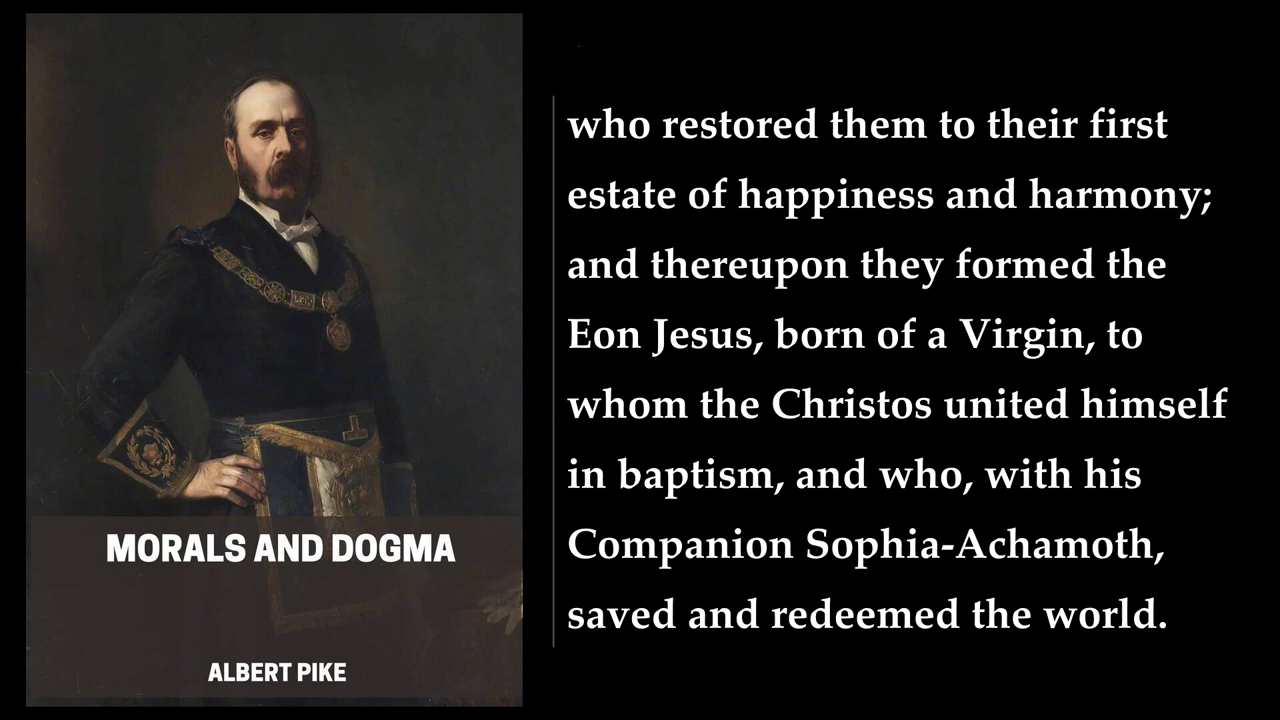 MORALS AND DOGMA
ALBERT PIKE
who restored them to their first
estate of happiness and harmony;
and thereupon they formed the
Eon Jesus, born of a Virgin, to
whom the Christos united himself
in baptism, and who, with his
Companion Sophia-Achamoth,
saved and redeemed the world.